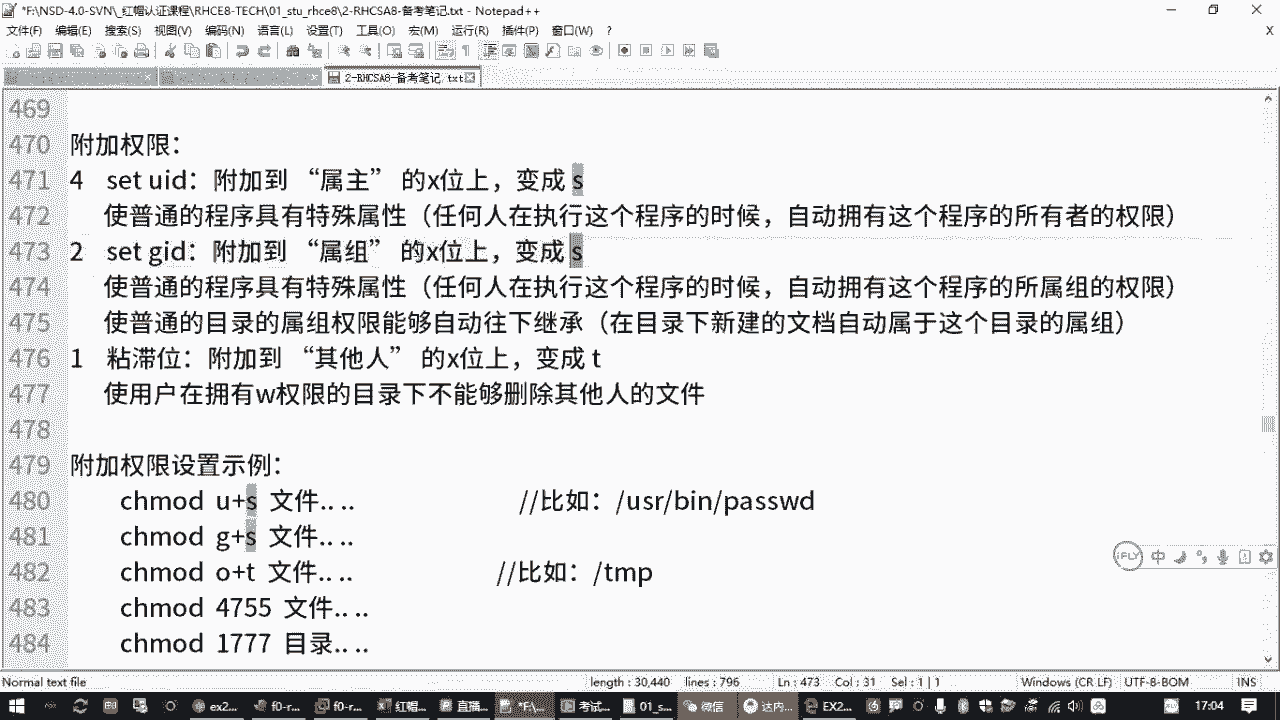 *F:\NSD-4.0-SVN\_红帽认证课程\RHCE8-TECH\01_stu_rhce8\2-RHCSA8-备考笔记.txt - Notepad++
文件(F) 编辑(E) 搜索(S) 视图(V) 编码(N) 语言(L) 设置(T) 工具(O) 宏(M) 运行(R) 插件(P) 窗口(W) ? X
2-RHCSA8-备考笔记.txt
469
470 附加权限：
471 4 set uid：附加到 “属主” 的x位上，变成 s
472 使普通的程序具有特殊属性（任何人在执行这个程序的时候，自动拥有这个程序的所有者的权限）
473 2 set gid：附加到 “属组” 的x位上，变成 s
474 使普通的程序具有特殊属性（任何人在执行这个程序的时候，自动拥有这个程序的所属组的权限）
475 使普通的目录的属组权限能够自动往下继承（在目录下新建的文档自动属于这个目录的属组）
476 1 粘滞位：附加到 “其他人” 的x位上，变成 t
477 使用户在拥有w权限的目录下不能够删除其他人的文件
478
479 附加权限设置示例：
480 chmod u+s 文件.. .. //比如：/usr/bin/passwd
481 chmod g+s 文件.. ..
482 chmod o+t 文件.. .. //比如：/tmp
483 chmod 4755 文件.. ..
484 chmod 1777 目录.. ..
iFLY 中
Normal text file length : 30,440 lines : 796 Ln : 473 Col : 31 Sel : 1 | 1 Windows (CR LF) UTF-8-BOM INS
ex2... f0-r... f0-r... 红帽... 直播... *F:\... 考试... 01_s... 微信 达内... EX2... 17:04